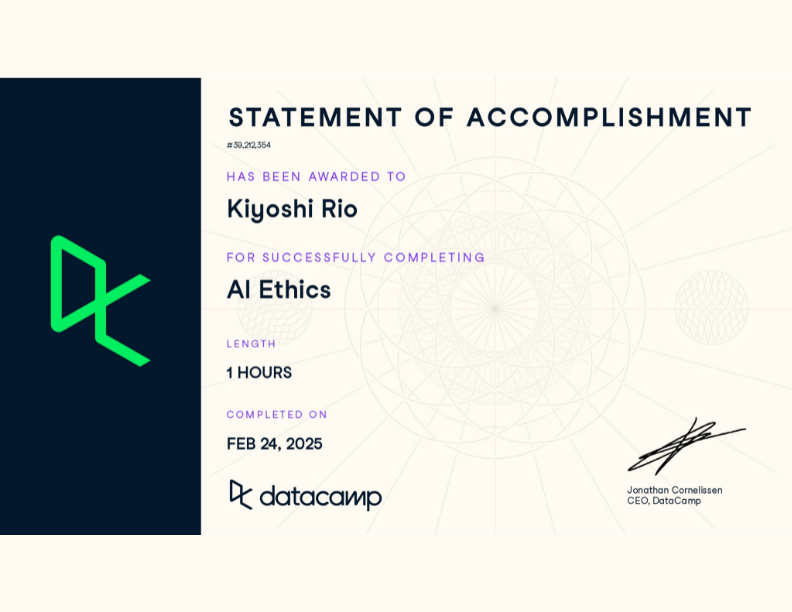 STATEMENT OF ACCOMPLISHMENT
#39,212,354
HAS BEEN AWARDED TO
Kiyoshi Rio
FOR SUCCESSFULLY COMPLETING
AI Ethics
LENGTH
1 HOURS
COMPLETED ON
FEB 24, 2025
datacamp
Jonathan Cornelissen
CEO, DataCamp